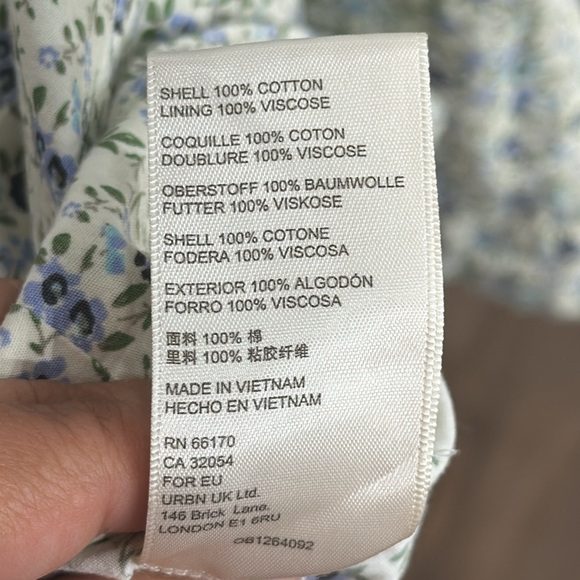 SHELL 100% COTTON
LINING 100% VISCOSE
COQUILLE 100% COTON
DOUBLURE 100% VISCOSE
OBERSTOFF 100% BAUMWOLLE
FUTTER 100% VISKOSE
SHELL 100% COTONE
FODERA 100% VISCOSA
EXTERIOR 100% ALGODÓN
FORRO 100% VISCOSA
面料 100% 棉
里料 100% 粘胶纤维
MADE IN VIETNAM
HECHO EN VIETNAM
RN 66170
CA 32054
FOR EU
URBN UK Ltd.
146 Brick Lane.
LONDON E1 6RU
OB1264092